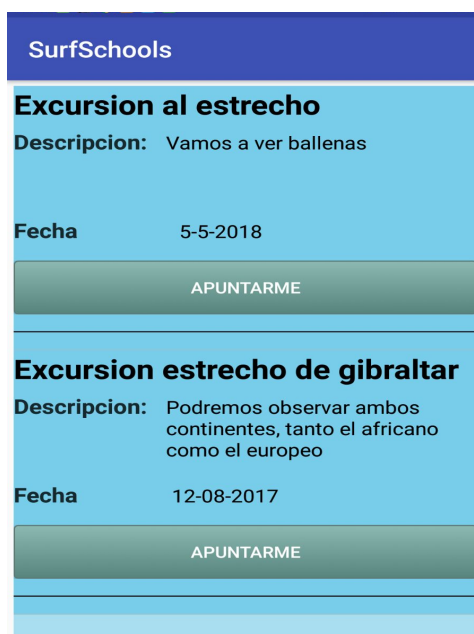 SurfSchools
Excursion al estrecho
Descripcion: Vamos a ver ballenas
Fecha 5-5-2018
APUNTARME
Excursion estrecho de gibraltar
Descripcion: Podremos observar ambos
continentes, tanto el africano
como el europeo
Fecha 12-08-2017
APUNTARME